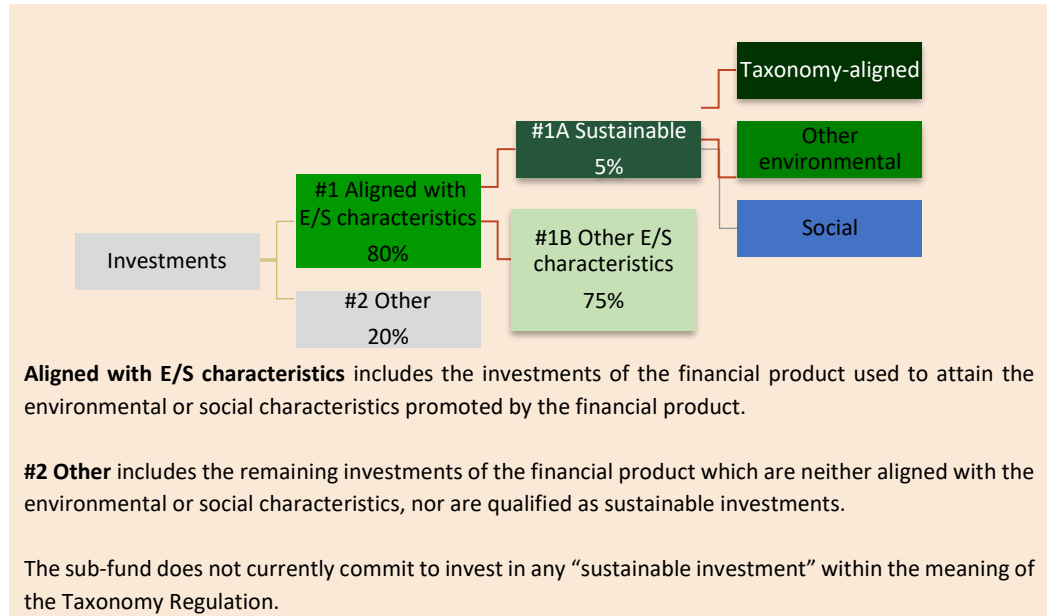 Taxonomy-aligned
#1A Sustainable
5%
Other
environmental
#1 Aligned with
E/S characteristics
80%
Social
#1B Other E/S
characteristics
75%
Investments
#2 Other
20%
Aligned with E/S characteristics includes the investments of the financial product used to attain the
environmental or social characteristics promoted by the financial product.
#2 Other includes the remaining investments of the financial product which are neither aligned with the
environmental or social characteristics, nor are qualified as sustainable investments.
The sub-fund does not currently commit to invest in any “sustainable investment” within the meaning of
the Taxonomy Regulation.